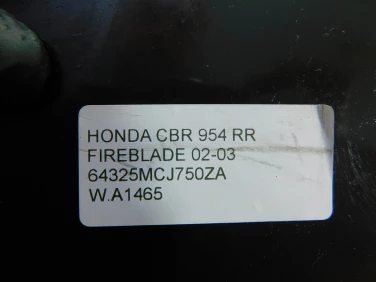 HONDA CBR 954 RR
FIREBLADE 02-03
64325MCJ750ZA
W.A1465